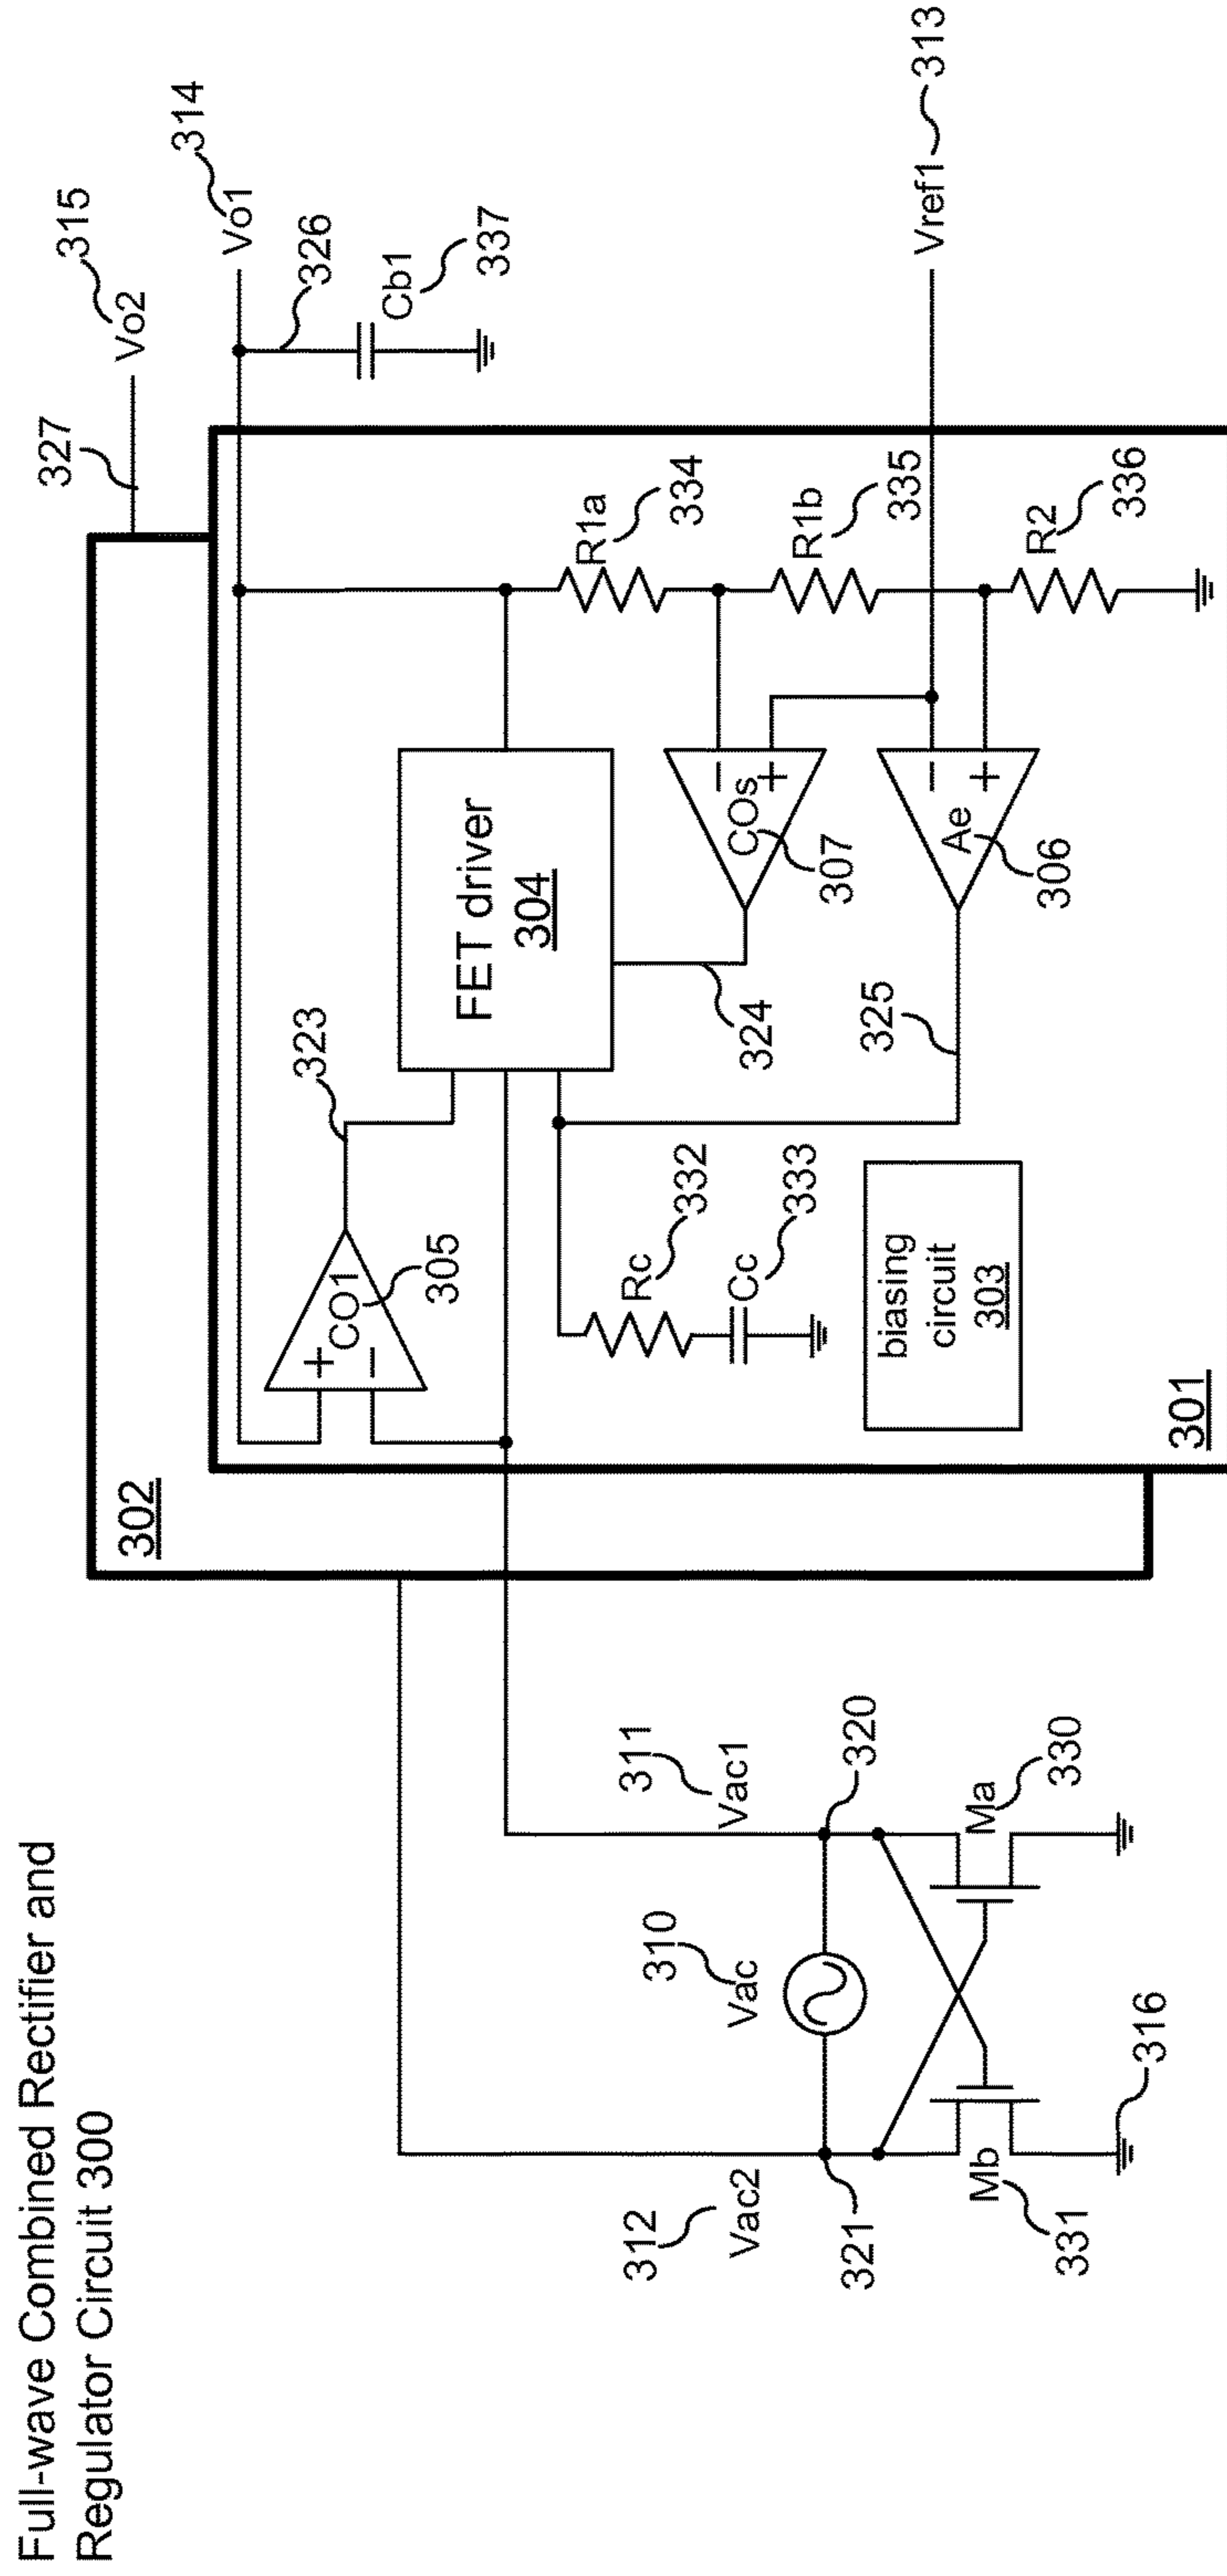 Full-wave Combined Rectifier and
Regulator Circuit 300
302
301
315
Vo2
327
314
Vo1
326
Cb1
337
Vref1
313
323
CO1
305
+
−
FET driver
304
R1a
334
R1b
335
R2
336
−
+
COs
307
−
+
Ae
306
324
325
Rc
332
Cc
333
biasing
circuit
303
311
Vac1
320
310
Vac
312
Vac2
321
Ma
330
Mb
331
316